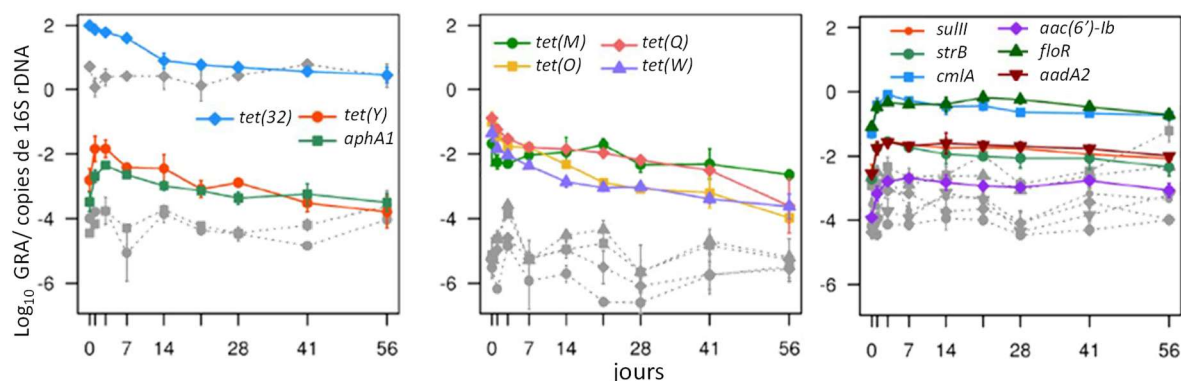 Log₁₀ GRA/ copies de 16S rDNA
2
0
-2
-4
-6
tet(32)
tet(Y)
aphA1
0 7 14 28 41 56
2
0
-2
-4
-6
tet(M) tet(Q)
tet(O) tet(W)
0 7 14 28 41 56
2
0
-2
-4
-6
sulII aac(6')-Ib
strB floR
cmlA aadA2
0 7 14 28 41 56
jours